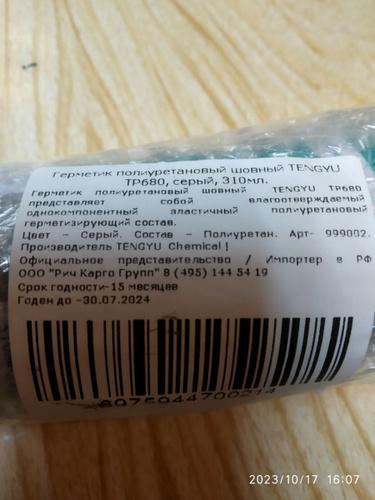 Герметик полиуретановый шовный TENGYU
TP680, серый, 310мл.
Герметик полиуретановый шовный TENGYU TP680
представляет собой влагоотверждаемый
однокомпонентный эластичный полиуретановый
герметизирующий состав.
Цвет - Серый. Состав - Полиуретан. Арт- 999002.
Производитель TENGYU Chemical |
Официальное представительство / Импортер в РФ
ООО "Рич Карго Групп" 8 (495) 144 54 19
Срок годности-15 месяцев
Годен до -30.07.2024
6975944700214
2023/10/17 16:07